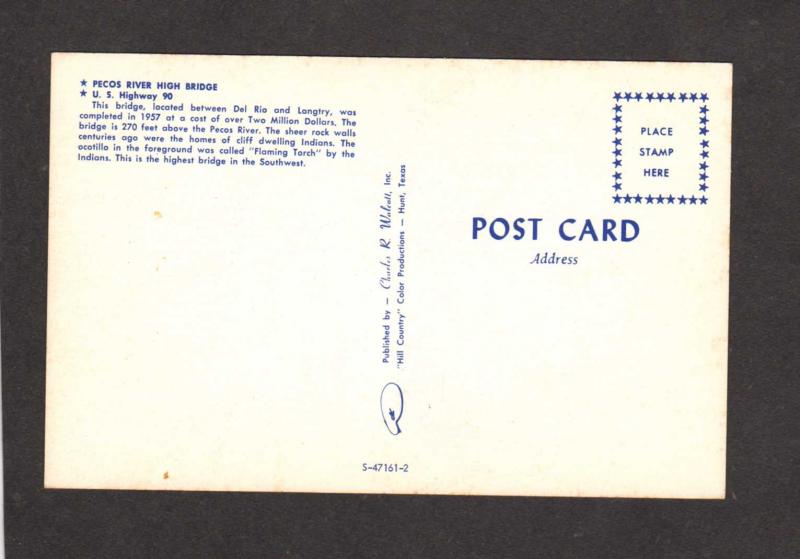 ★ PECOS RIVER HIGH BRIDGE
★ U. S. Highway 90
This bridge, located between Del Rio and Langtry, was
completed in 1957 at a cost of over Two Million Dollars. The
bridge is 270 feet above the Pecos River. The sheer rock walls
centuries ago were the homes of cliff dwelling Indians. The
ocotillo in the foreground was called "Flaming Torch" by the
Indians. This is the highest bridge in the Southwest.
Published by — Charles R. Walcott, Inc.
"Hill Country" Color Productions — Hunt, Texas
S-47161-2
PLACE
STAMP
HERE
POST CARD
Address